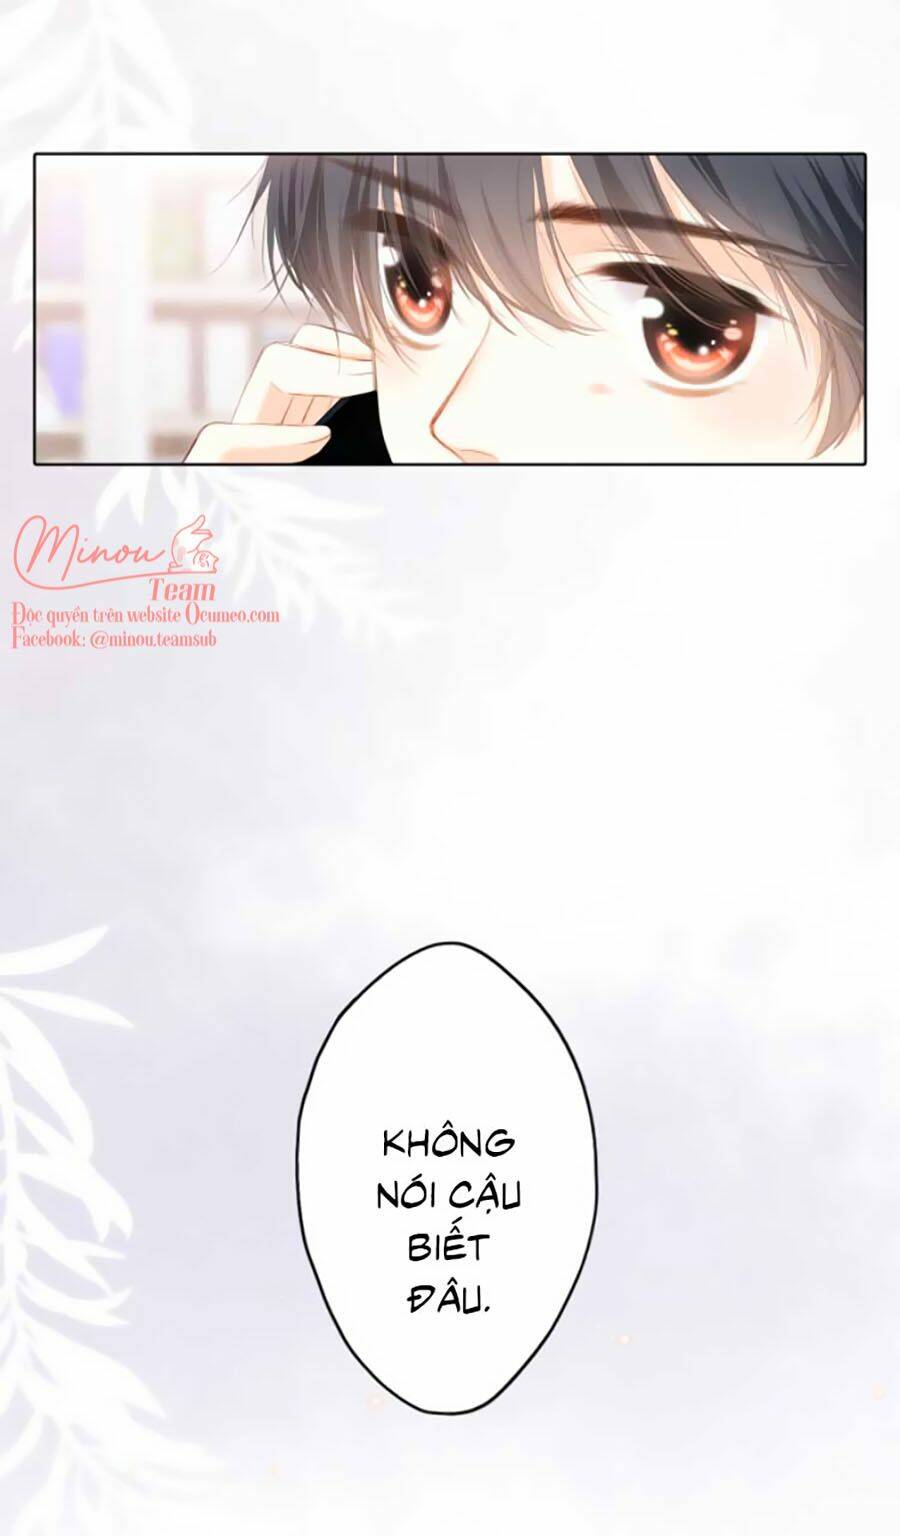 Minou
Team
Độc quyền trên website Ocumeo.com
Facebook: @minou.teamsub
KHÔNG
NÓI CẬU
BIẾT
ĐÂU.